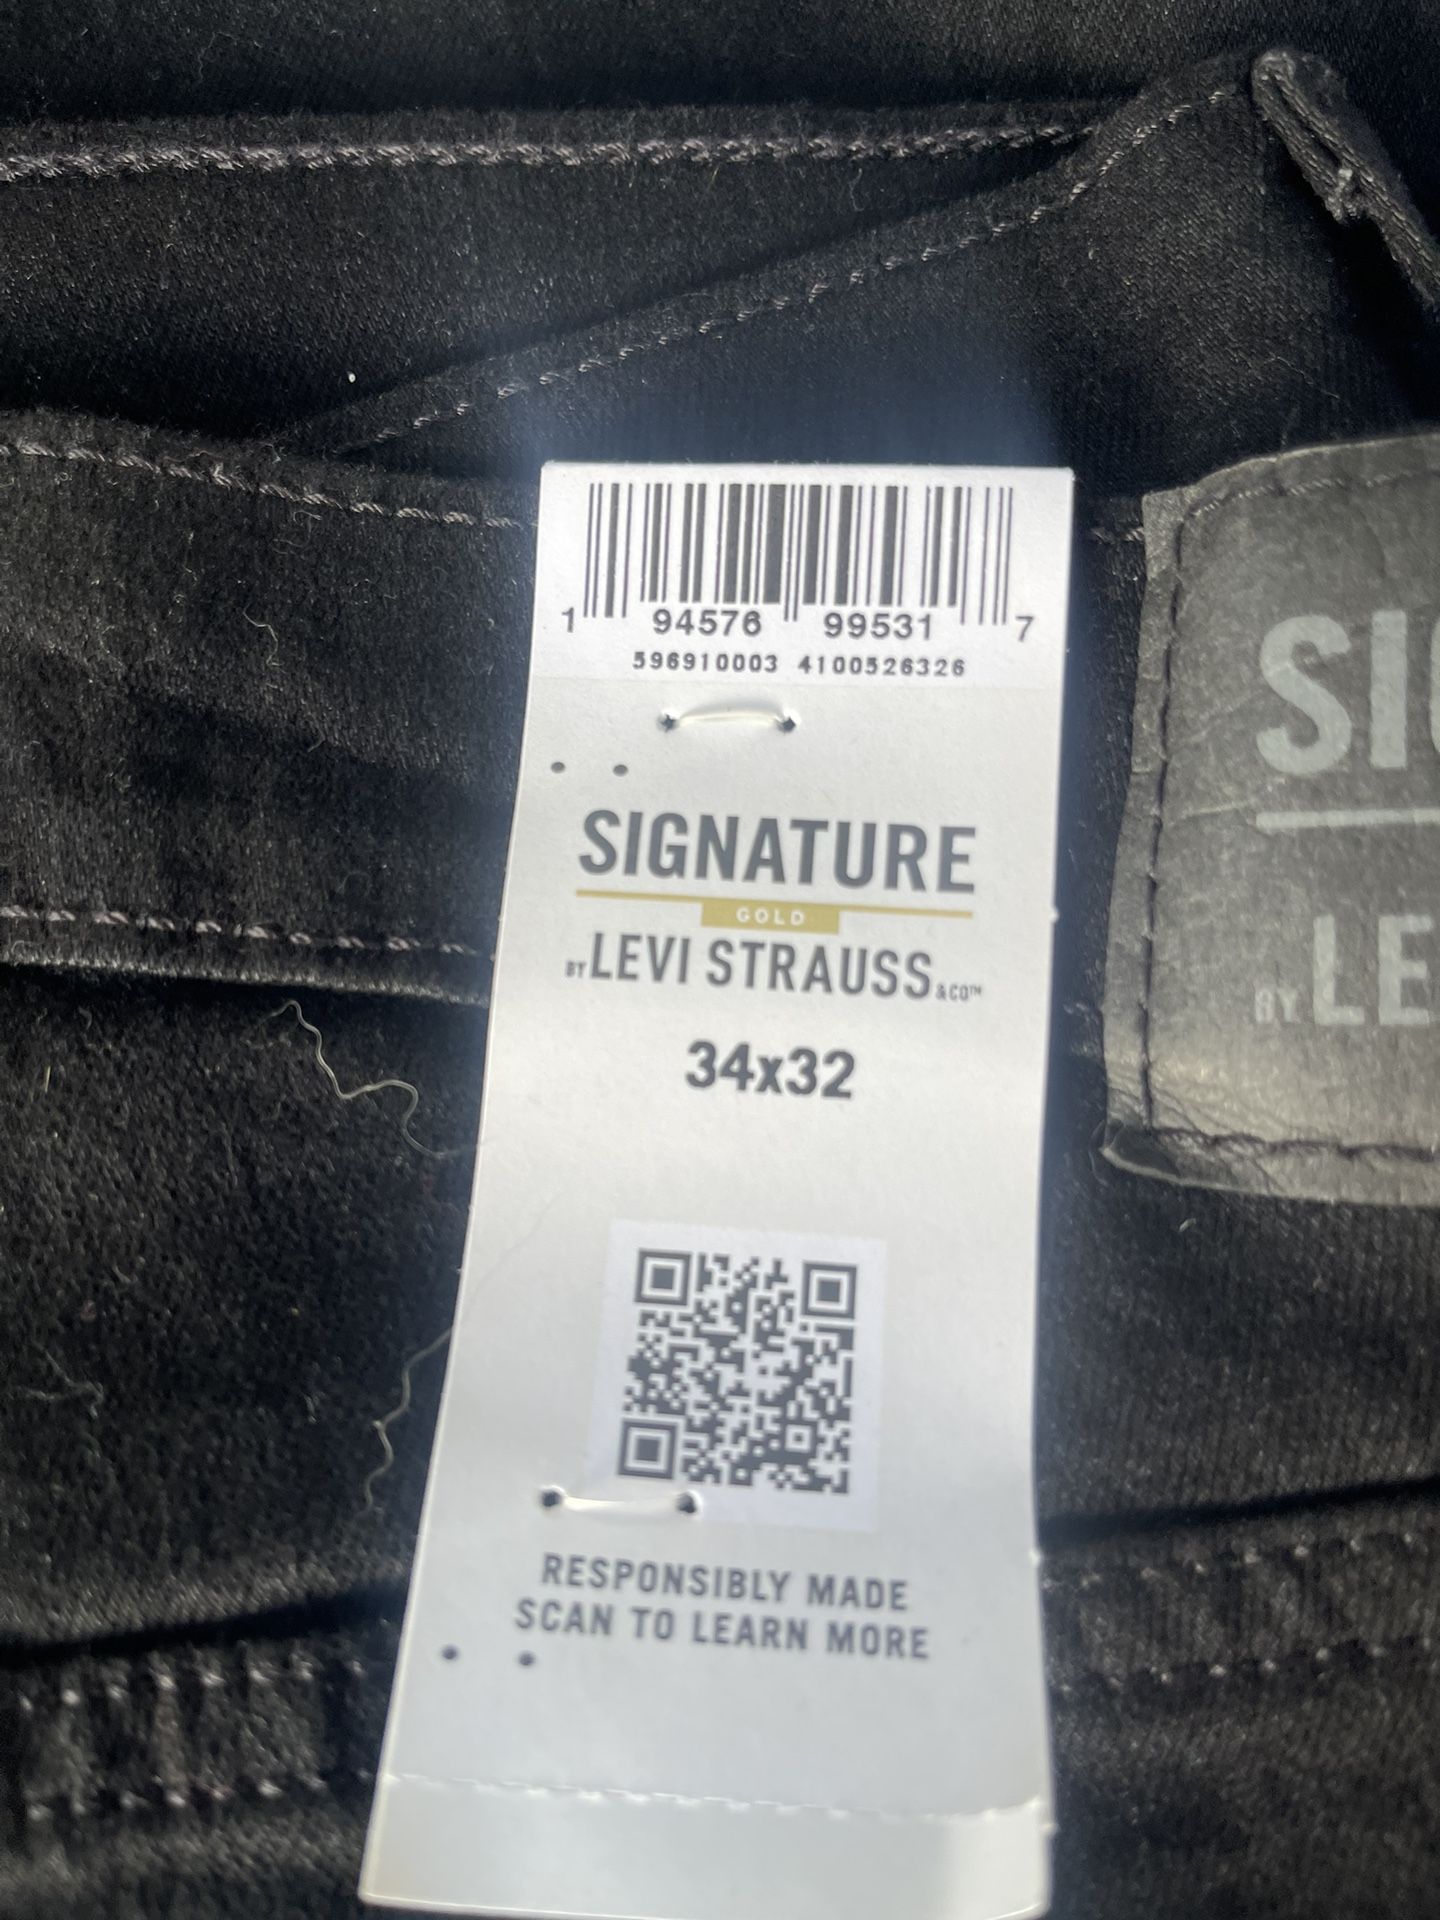 1 94576 99531 7
596910003 4100526326
SIGNATURE
GOLD
BY LEVI STRAUSS & CO™
34x32
RESPONSIBLY MADE
SCAN TO LEARN MORE
SI
BY LE